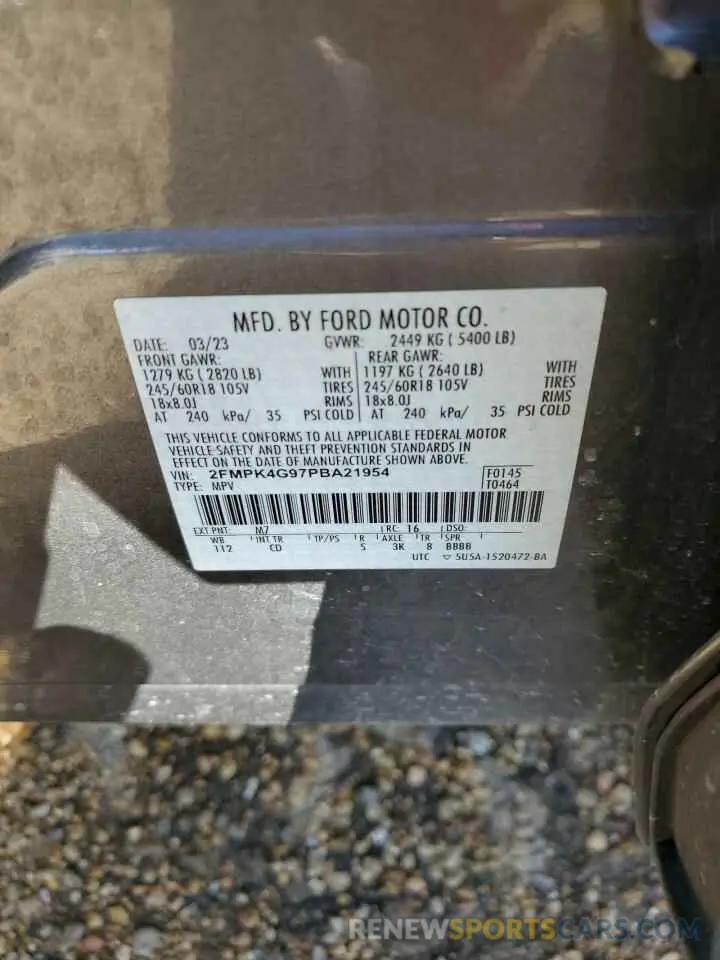 MFD. BY FORD MOTOR CO.
DATE: 03/23 GVWR: 2449 KG ( 5400 LB)
FRONT GAWR: REAR GAWR:
1279 KG ( 2820 LB) WITH 1197 KG ( 2640 LB) WITH
245/60R18 105V TIRES 245/60R18 105V TIRES
18x8.0J RIMS 18x8.0J RIMS
AT 240 kPa/ 35 PSI COLD AT 240 kPa/ 35 PSI COLD
THIS VEHICLE CONFORMS TO ALL APPLICABLE FEDERAL MOTOR
VEHICLE SAFETY AND THEFT PREVENTION STANDARDS IN
EFFECT ON THE DATE OF MANUFACTURE SHOWN ABOVE.
VIN: 2FMPK4G97PBA21954 F0145
TYPE: MPV T0464
EXT PNT: M7 RC: 16 DSO:
WB INT TR TP/PS R AXLE TR SPR
112 CD 5 3K 8 BBBB
UTC 5U5A-1520472-BA
RENEWSPORTCARS.COM